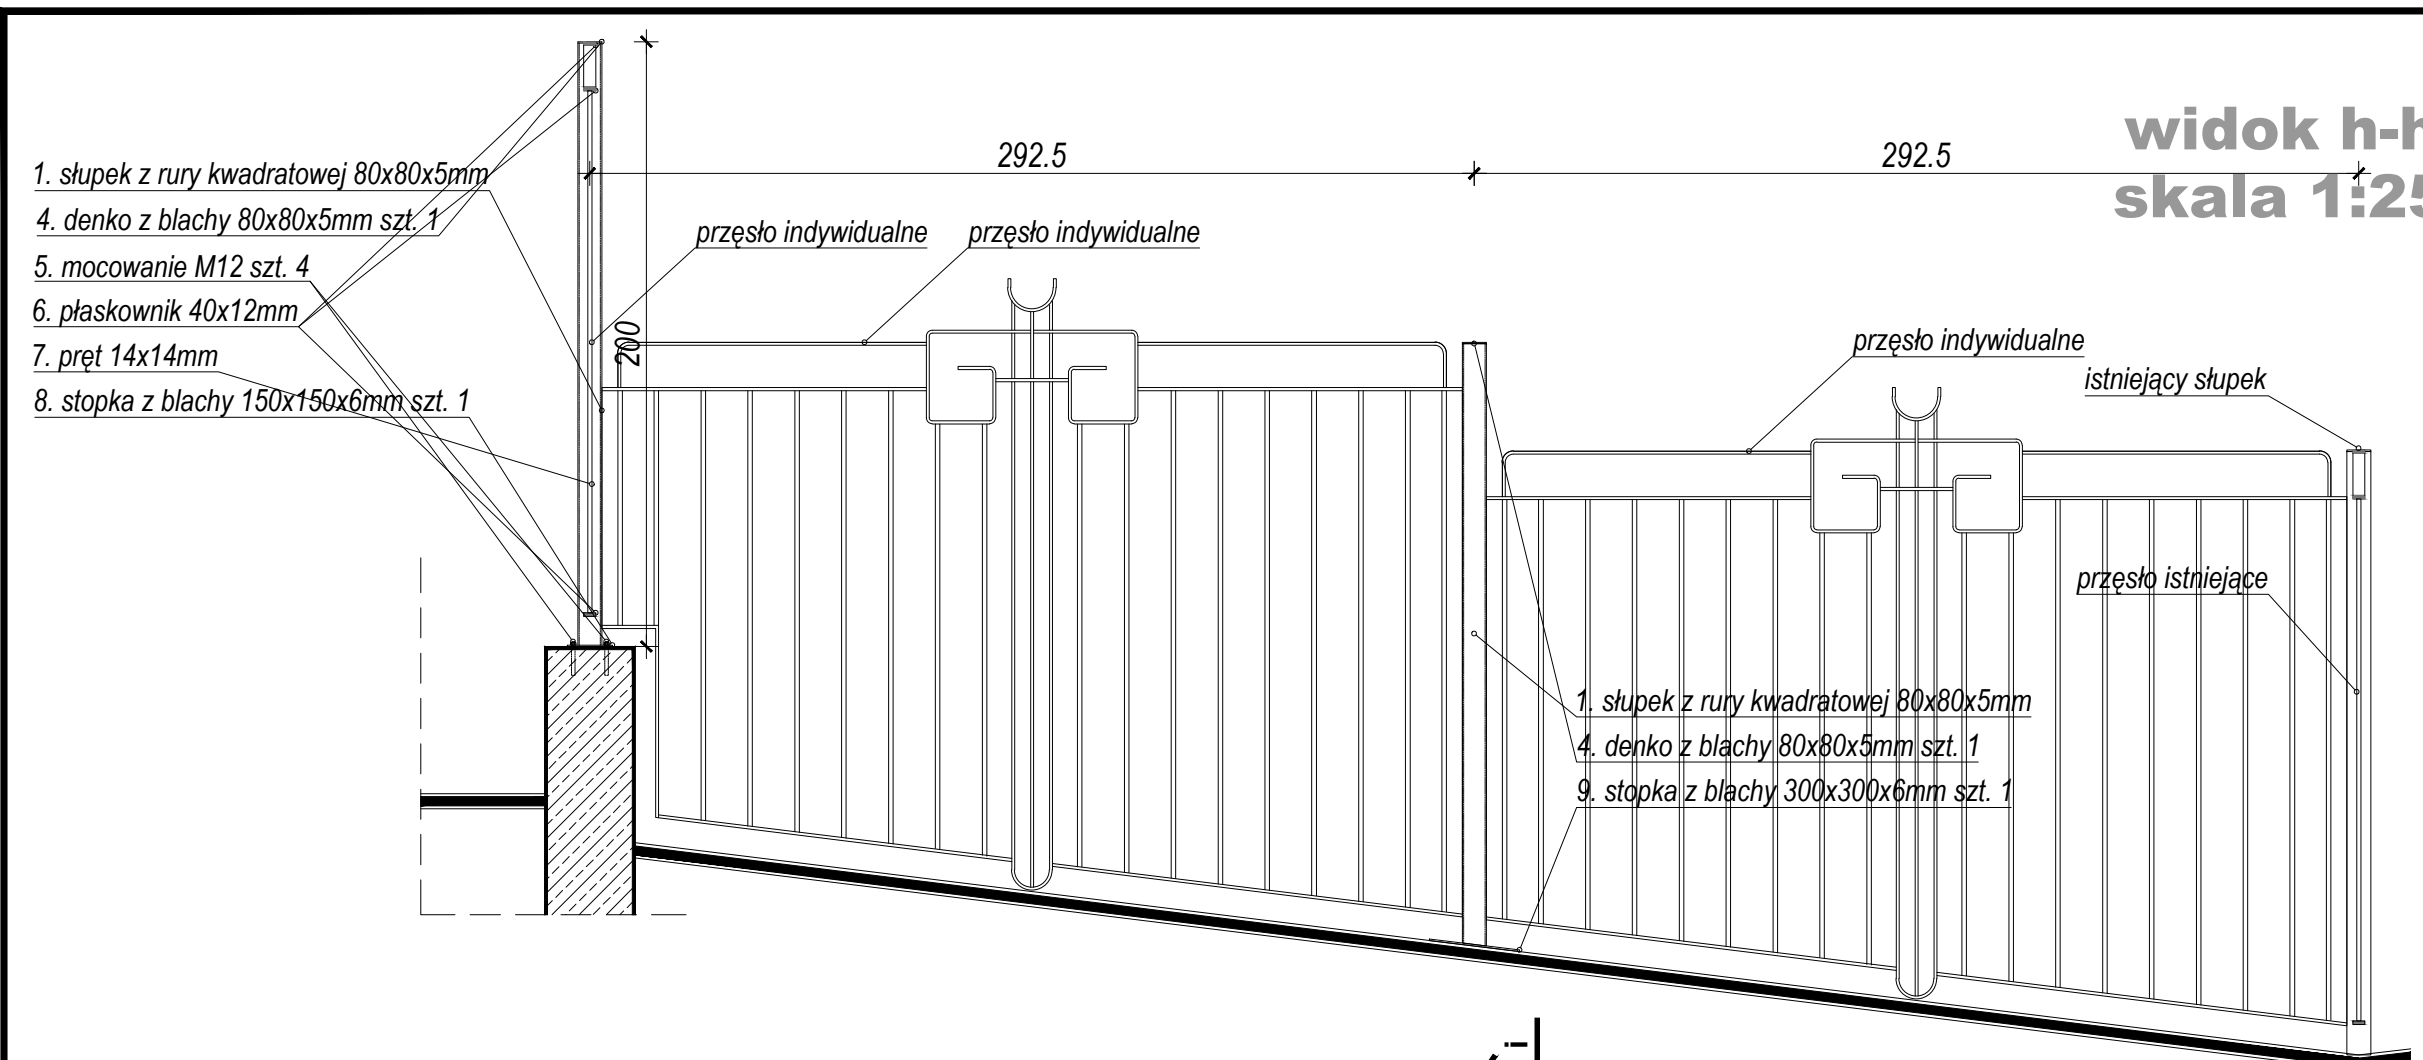 widok h-h
skala 1:25
292.5
292.5
200
1. słupek z rury kwadratowej 80x80x5mm
4. denko z blachy 80x80x5mm szt. 1
5. mocowanie M12 szt. 4
6. płaskownik 40x12mm
7. pręt 14x14mm
8. stopka z blachy 150x150x6mm szt. 1
przęsło indywidualne
przęsło indywidualne
przęsło indywidualne
istniejący słupek
przęsło istniejące
1. słupek z rury kwadratowej 80x80x5mm
4. denko z blachy 80x80x5mm szt. 1
9. stopka z blachy 300x300x6mm szt. 1